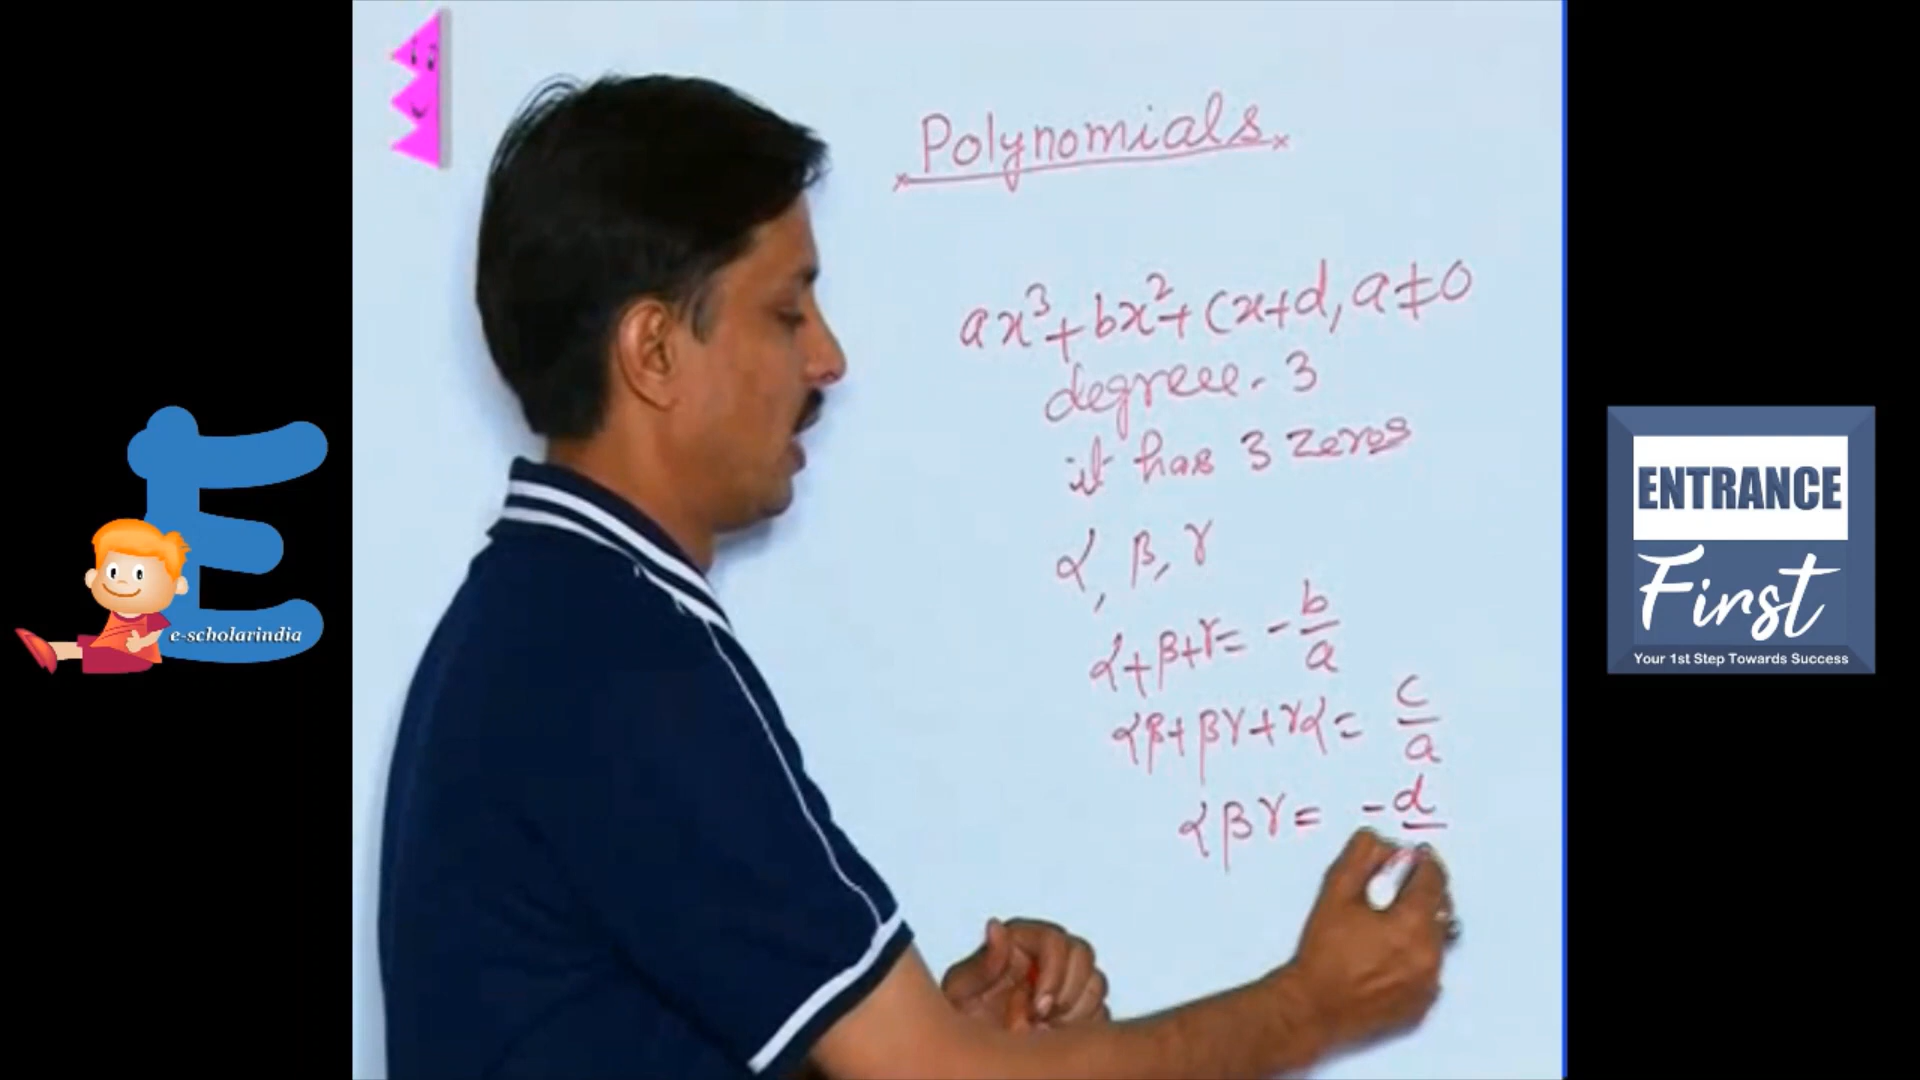 Polynomials
ax³+bx²+cx+d, a≠0
degree - 3
it has 3 zeros
α, β, γ
α+β+γ= -b/a
αβ+βγ+γα= c/a
αβγ= -d
e-scholarindia
ENTRANCE
First
Your 1st Step Towards Success